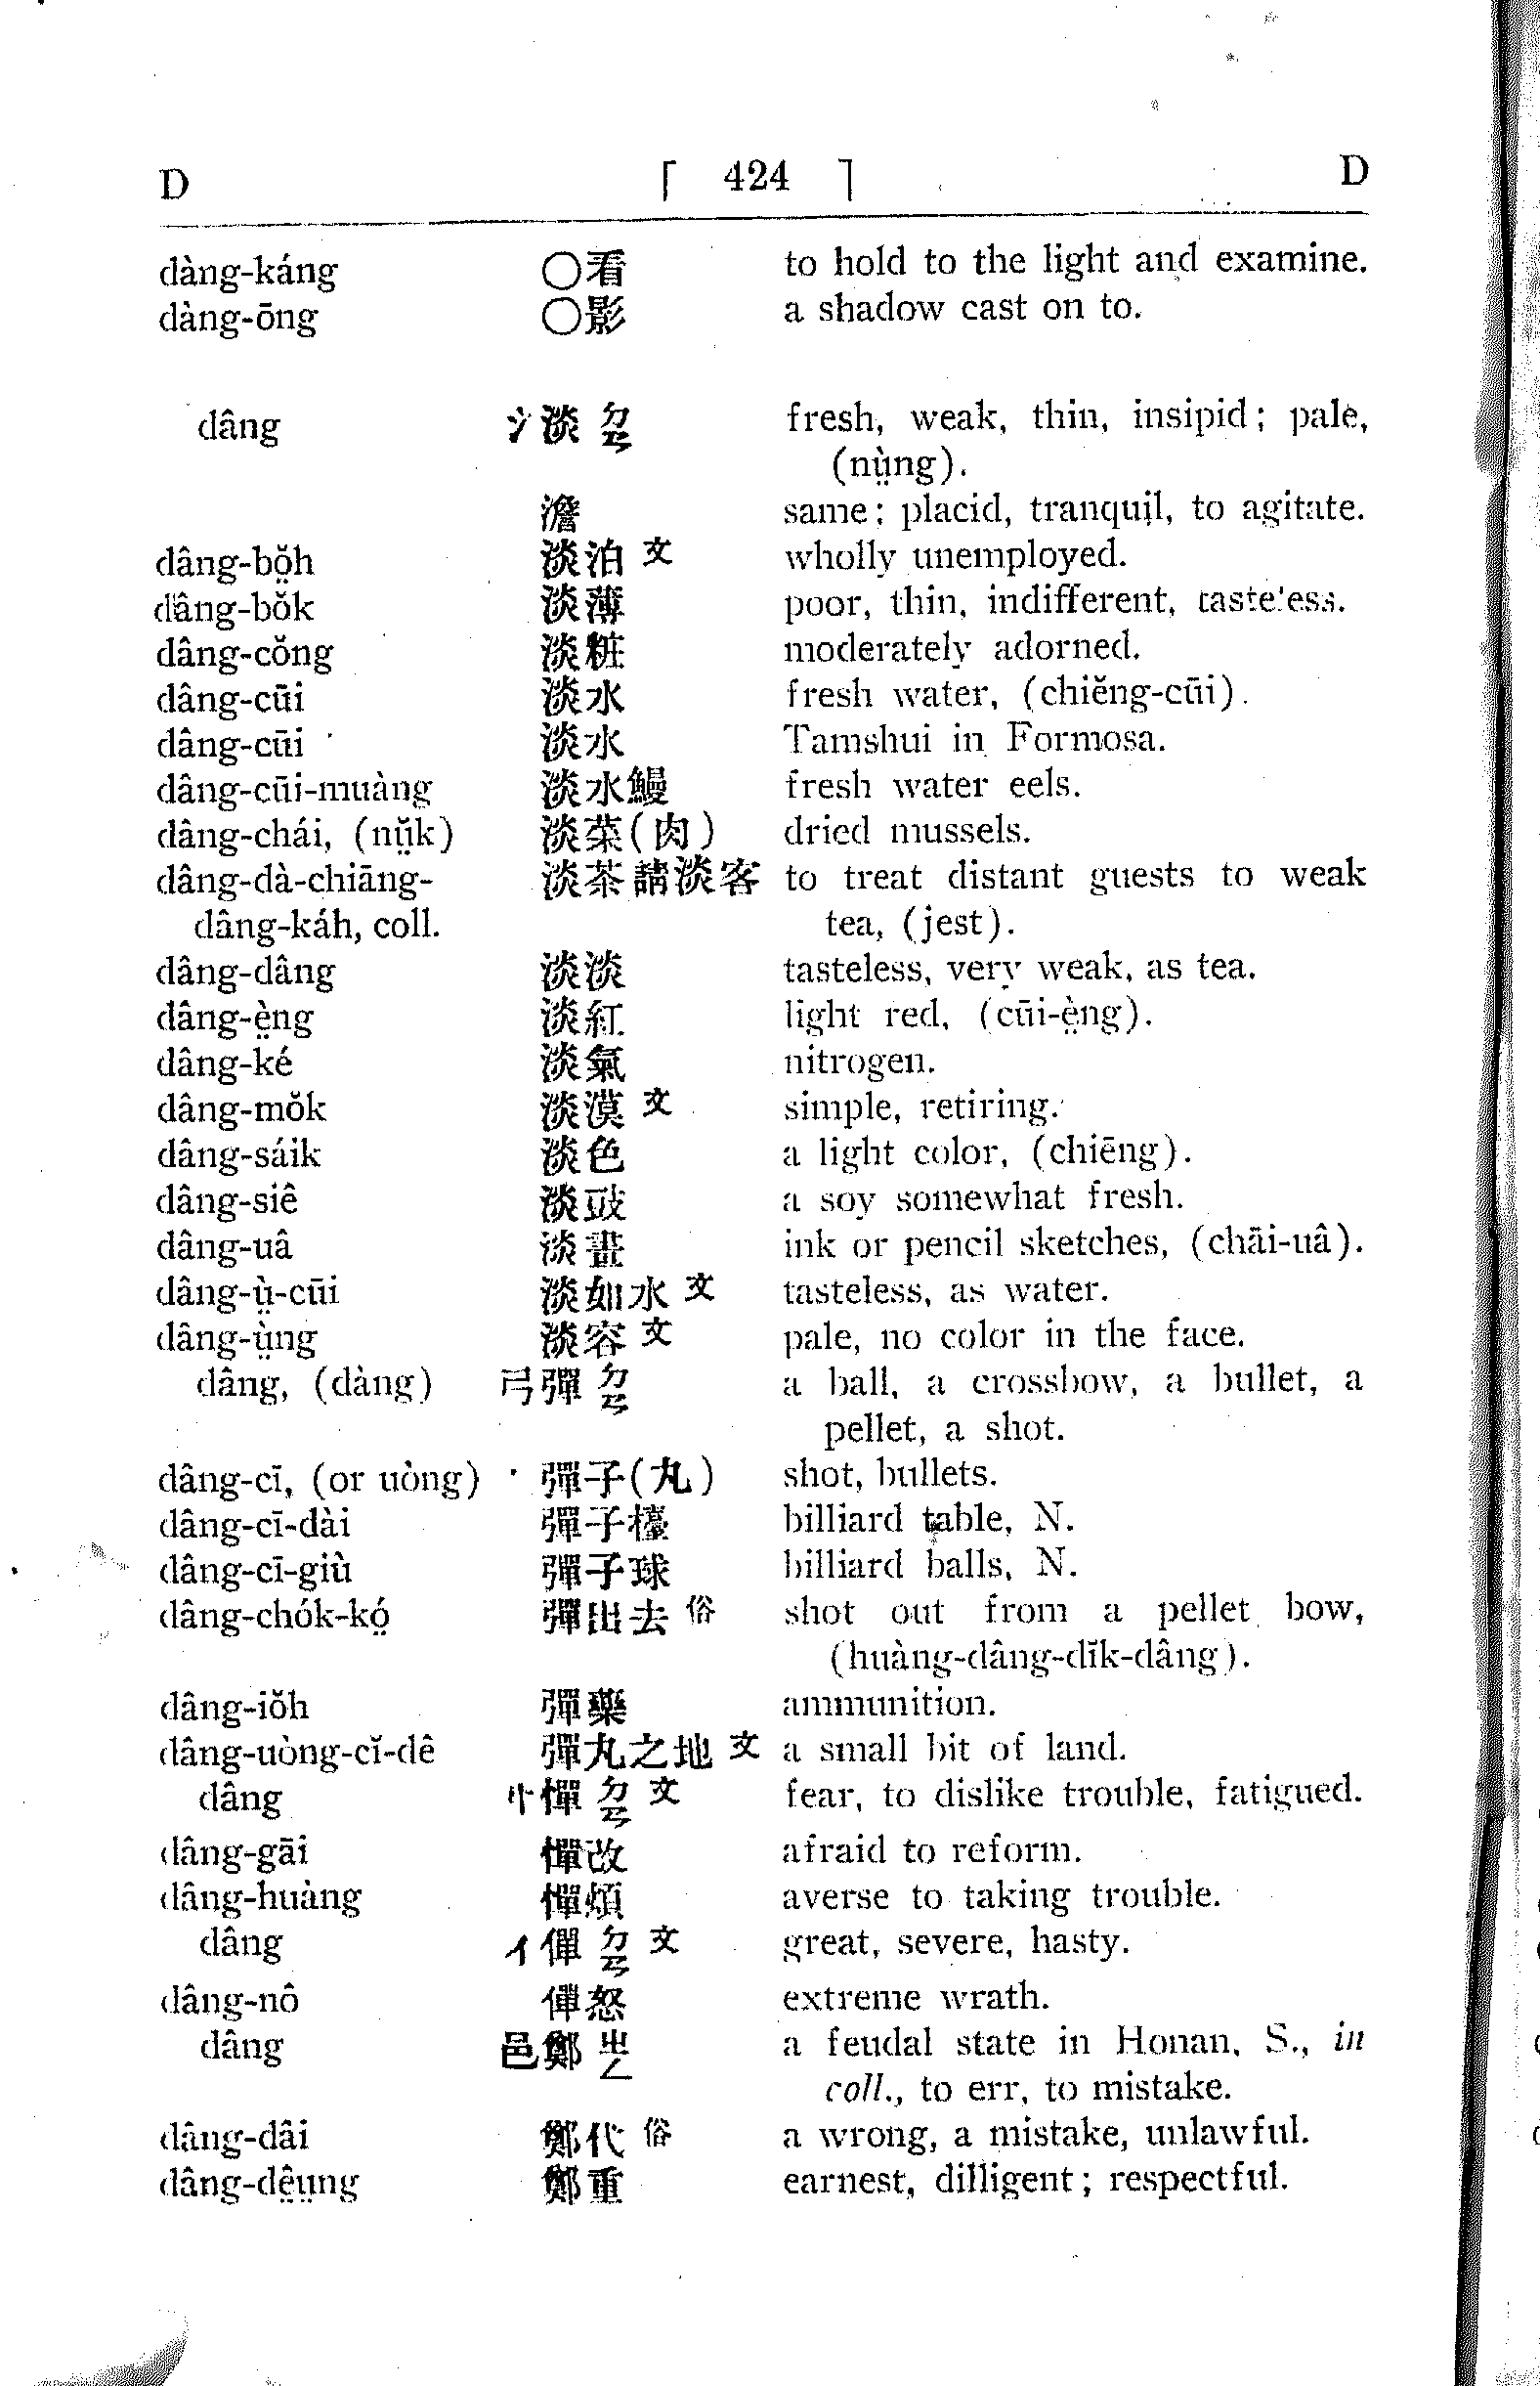 D ⌈ 424 ⌉ D
dàng-káng 〇看 to hold to the light and examine.
dàng-ōng 〇影 a shadow cast on to.
dâng 氵淡 ㄉㄢ fresh, weak, thin, insipid; pale,
(nṳ̀ng).
澹 same; placid, tranquil, to agitate.
dâng-bŏ̤h 淡泊 文 wholly unemployed.
dâng-bŏk 淡薄 poor, thin, indifferent, tasteless.
dâng-cŏng 淡粧 moderately adorned.
dâng-cūi 淡水 fresh water, (chiĕng-cūi).
dâng-cūi 淡水 Tamshui in Formosa.
dâng-cūi-muàng 淡水鰻 fresh water eels.
dâng-chái, (nṳ̆k) 淡菜(肉) dried mussels.
dâng-dà-chiāng- 淡茶請淡客 to treat distant guests to weak
dâng-káh, coll. tea, (jest).
dâng-dâng 淡淡 tasteless, very weak, as tea.
dâng-è̤ng 淡紅 light red, (cūi-è̤ng).
dâng-ké 淡氣 nitrogen.
dâng-mŏk 淡漠 文 simple, retiring.
dâng-sáik 淡色 a light color, (chiēng).
dâng-siê 淡豉 a soy somewhat fresh.
dâng-uâ 淡畫 ink or pencil sketches, (chāi-uâ).
dâng-ṳ̀-cūi 淡如水 文 tasteless, as water.
dâng-ṳ̀ng 淡容 文 pale, no color in the face.
dâng, (dàng) 弓彈 ㄉㄢ a ball, a crossbow, a bullet, a
pellet, a shot.
dâng-cī, (or uòng) 彈子(丸) shot, bullets.
dâng-cī-dài 彈子檯 billiard table, N.
dâng-cī-giù 彈子球 billiard balls, N.
dâng-chók-kó̤ 彈出去 俗 shot out from a pellet bow,
(huàng-dâng-dĭk-dâng).
dâng-iŏh 彈藥 ammunition.
dâng-uòng-cĭ-dê 彈丸之地 文 a small bit of land.
dâng 忄憚 ㄉㄢ 文 fear, to dislike trouble, fatigued.
dâng-gāi 憚改 afraid to reform.
dâng-huàng 憚煩 averse to taking trouble.
dâng 亻僤 ㄉㄢ 文 great, severe, hasty.
dâng-nô 僤怒 extreme wrath.
dâng 邑鄭 ㄓㄥ a feudal state in Honan, S., in
coll., to err, to mistake.
dâng-dâi 鄭代 俗 a wrong, a mistake, unlawful.
dâng-dê̤ṳng 鄭重 earnest, dilligent; respectful.